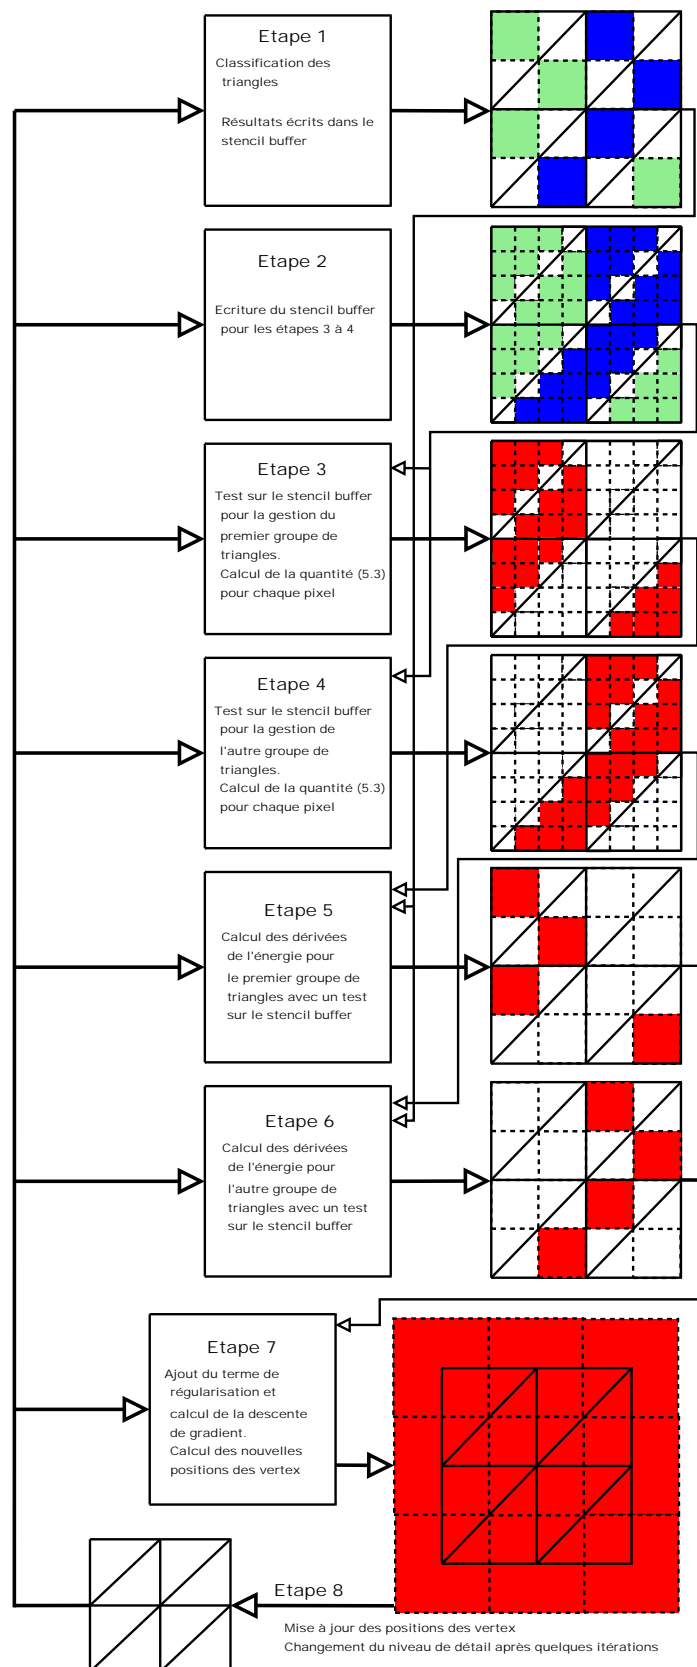 Etape 1
Classification des
triangles
Résultats écrits dans le
stencil buffer
Etape 2
Ecriture du stencil buffer
pour les étapes 3 à 4
Etape 3
Test sur le stencil buffer
pour la gestion du
premier groupe de
triangles.
Calcul de la quantité (5.3)
pour chaque pixel
Etape 4
Test sur le stencil buffer
pour la gestion de
l'autre groupe de
triangles.
Calcul de la quantité (5.3)
pour chaque pixel
Etape 5
Calcul des dérivées
de l'énergie pour
le premier groupe de
triangles avec un test
sur le stencil buffer
Etape 6
Calcul des dérivées
de l'énergie pour
l'autre groupe de
triangles avec un test
sur le stencil buffer
Etape 7
Ajout du terme de
régularisation et
calcul de la descente
de gradient.
Calcul des nouvelles
positions des vertex
Etape 8
Mise à jour des positions des vertex
Changement du niveau de détail après quelques itérations